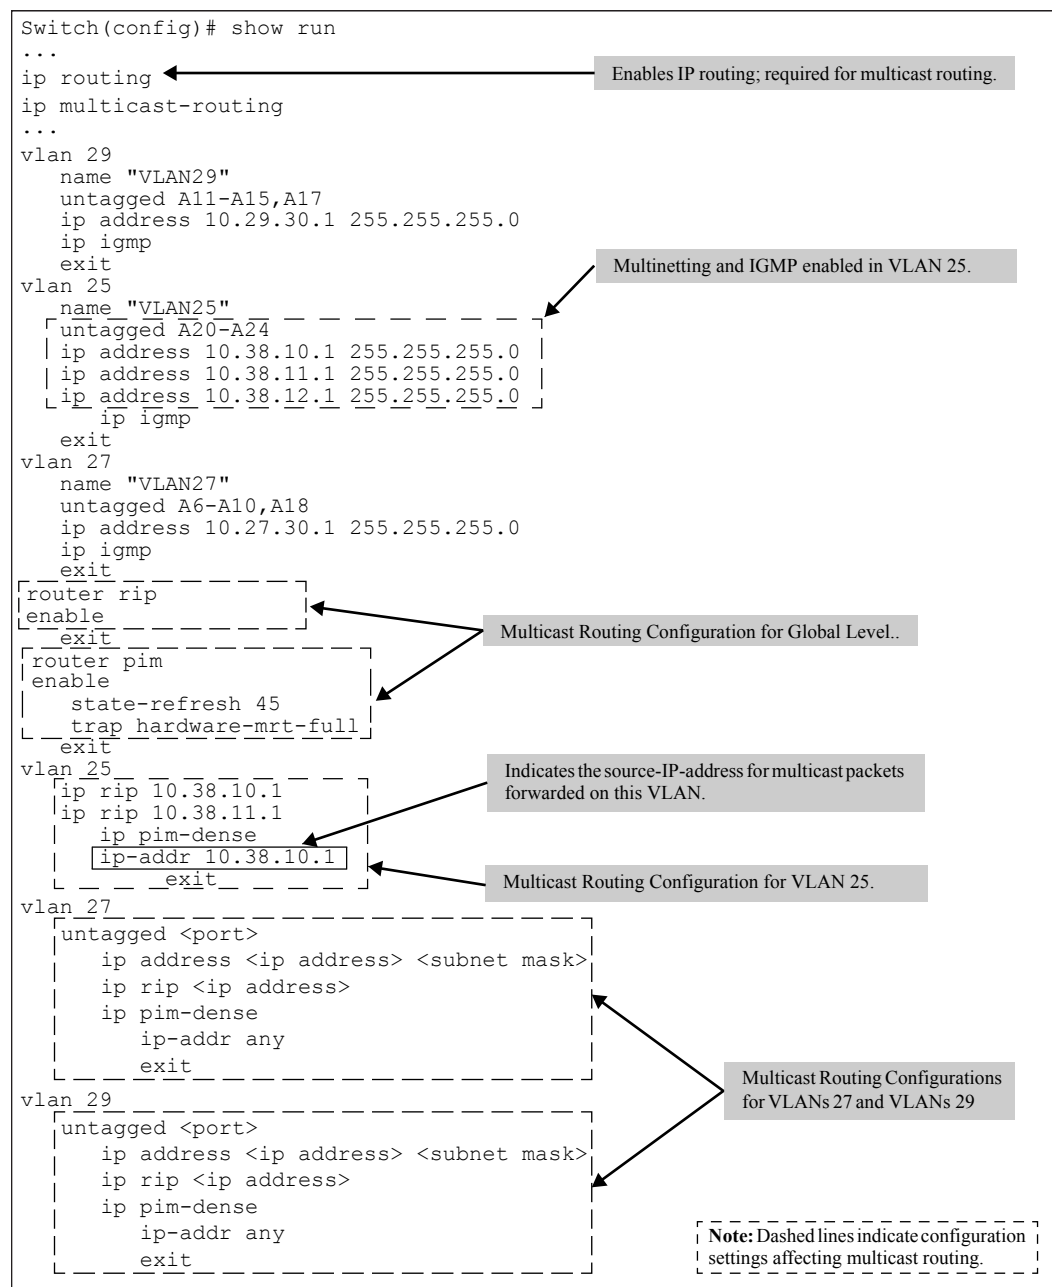 Switch(config)# show run
...
ip routing
Enables IP routing; required for multicast routing.
ip multicast-routing
...
vlan 29
name "VLAN29"
untagged A11-A15,A17
ip address 10.29.30.1 255.255.255.0
ip igmp
exit
Multinetting and IGMP enabled in VLAN 25.
vlan 25
name "VLAN25"
untagged A20-A24
ip address 10.38.10.1 255.255.255.0
ip address 10.38.11.1 255.255.255.0
ip address 10.38.12.1 255.255.255.0
ip igmp
exit
vlan 27
name "VLAN27"
untagged A6-A10,A18
ip address 10.27.30.1 255.255.255.0
ip igmp
exit
router rip
enable
exit
Multicast Routing Configuration for Global Level..
router pim
enable
state-refresh 45
trap hardware-mrt-full
exit
vlan 25
Indicates the source-IP-address for multicast packets
forwarded on this VLAN.
ip rip 10.38.10.1
ip rip 10.38.11.1
ip pim-dense
ip-addr 10.38.10.1
exit
Multicast Routing Configuration for VLAN 25.
vlan 27
untagged <port>
ip address <ip address> <subnet mask>
ip rip <ip address>
ip pim-dense
ip-addr any
exit
Multicast Routing Configurations
for VLANs 27 and VLANs 29
vlan 29
untagged <port>
ip address <ip address> <subnet mask>
ip rip <ip address>
ip pim-dense
ip-addr any
exit
Note: Dashed lines indicate configuration
settings affecting multicast routing.